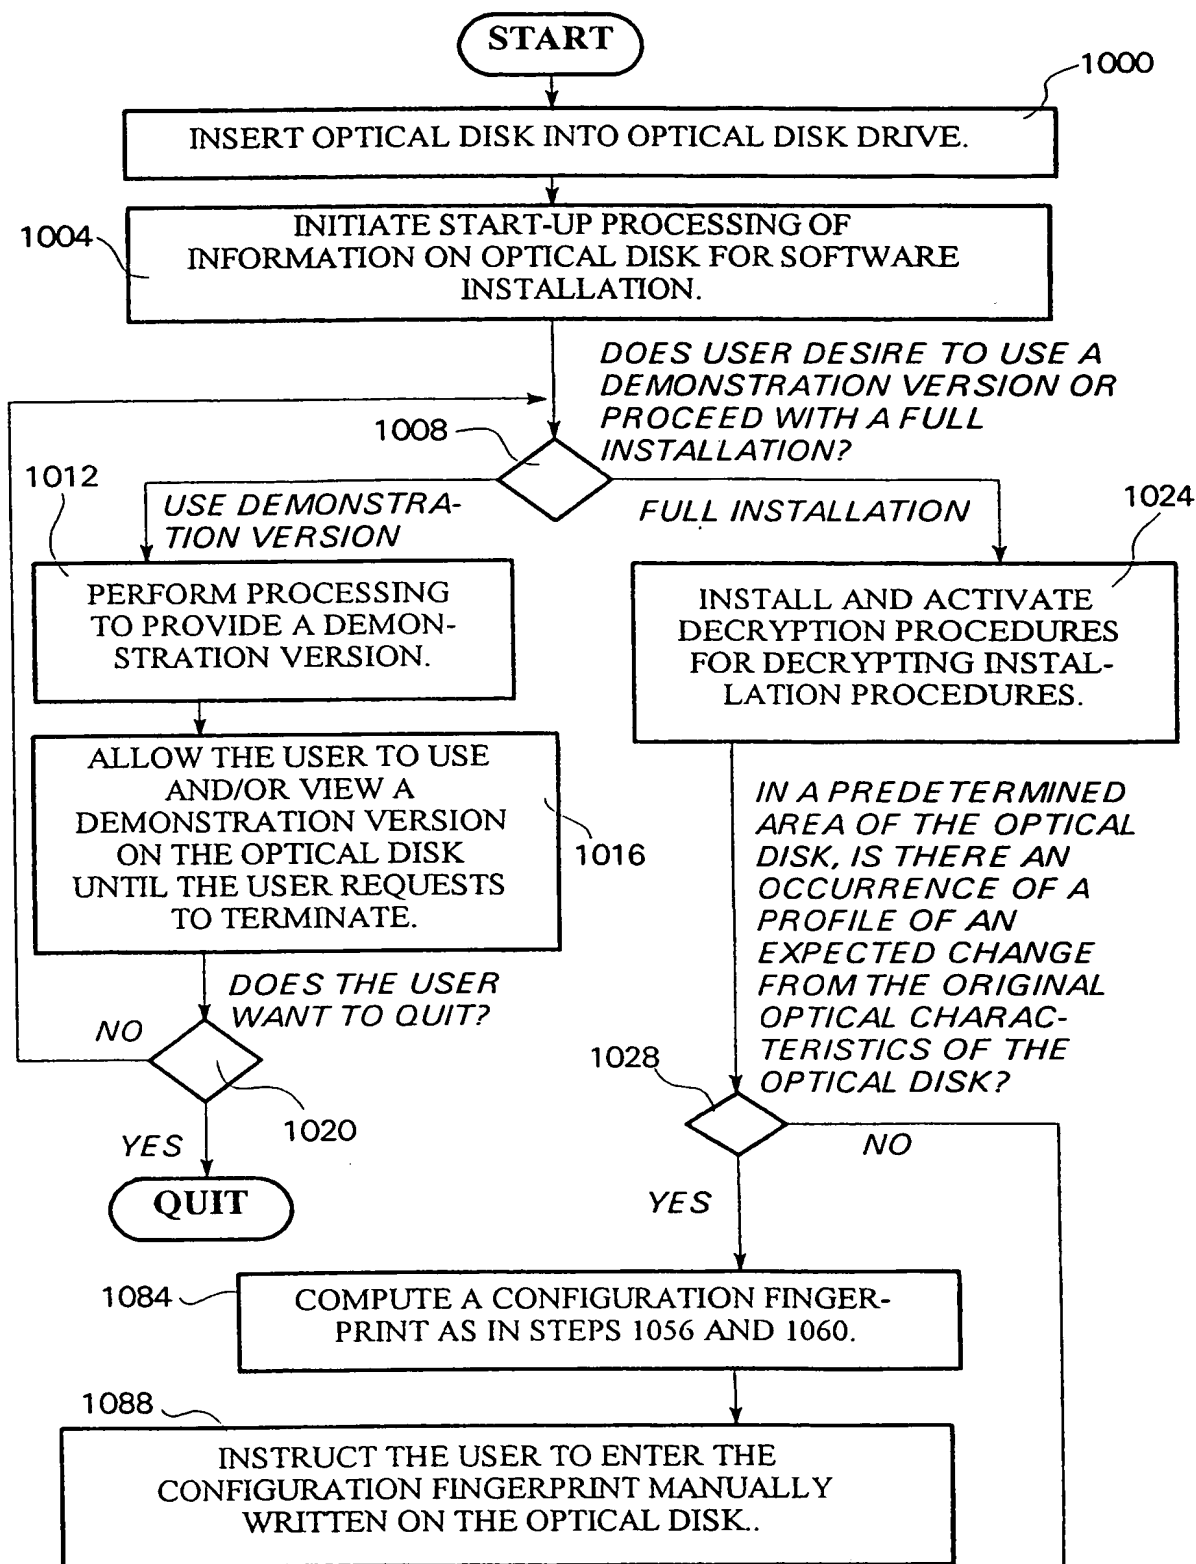 START
1000
INSERT OPTICAL DISK INTO OPTICAL DISK DRIVE.
1004
INITIATE START-UP PROCESSING OF
INFORMATION ON OPTICAL DISK FOR SOFTWARE
INSTALLATION.
DOES USER DESIRE TO USE A
DEMONSTRATION VERSION OR
PROCEED WITH A FULL
INSTALLATION?
1008
1012
USE DEMONSTRA-
TION VERSION
FULL INSTALLATION
1024
PERFORM PROCESSING
TO PROVIDE A DEMON-
STRATION VERSION.
INSTALL AND ACTIVATE
DECRYPTION PROCEDURES
FOR DECRYPTING INSTAL-
LATION PROCEDURES.
ALLOW THE USER TO USE
AND/OR VIEW A
DEMONSTRATION VERSION
ON THE OPTICAL DISK
UNTIL THE USER REQUESTS
TO TERMINATE.
1016
IN A PREDETERMINED
AREA OF THE OPTICAL
DISK, IS THERE AN
OCCURRENCE OF A
PROFILE OF AN
EXPECTED CHANGE
FROM THE ORIGINAL
OPTICAL CHARAC-
TERISTICS OF THE
OPTICAL DISK?
DOES THE USER
WANT TO QUIT?
NO
1020
YES
QUIT
1028
NO
YES
1084
COMPUTE A CONFIGURATION FINGER-
PRINT AS IN STEPS 1056 AND 1060.
1088
INSTRUCT THE USER TO ENTER THE
CONFIGURATION FINGERPRINT MANUALLY
WRITTEN ON THE OPTICAL DISK..